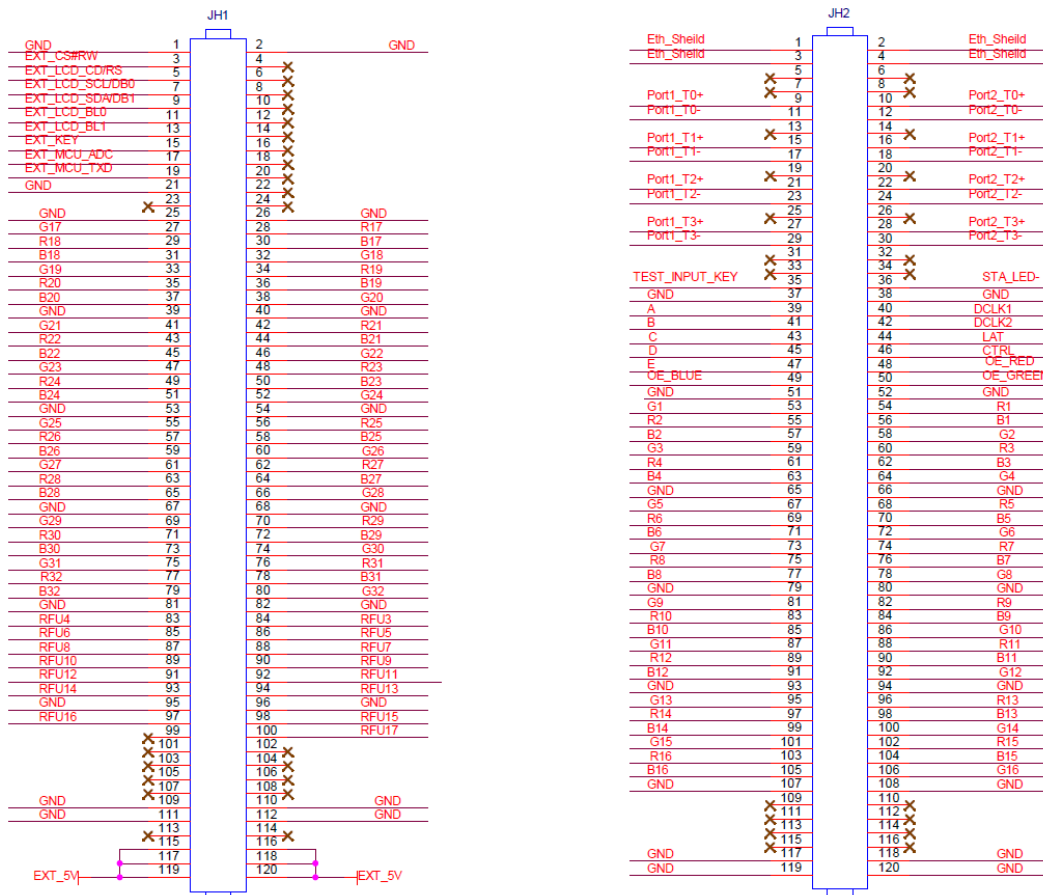 JH1
GND 1 2 GND
EXT_CS#RW 3 4
EXT_LCD_CD/RS 5 6
EXT_LCD_SCL/DB0 7 8
EXT_LCD_SDA/DB1 9 10
EXT_LCD_BL0 11 12
EXT_LCD_BL1 13 14
EXT_KEY 15 16
EXT_MCU_ADC 17 18
EXT_MCU_TXD 19 20
GND 21 22
23 24
GND 25 26 GND
G17 27 28 R17
R18 29 30 B17
B18 31 32 G18
G19 33 34 R19
R20 35 36 B19
B20 37 38 G20
GND 39 40 GND
G21 41 42 R21
R22 43 44 B21
B22 45 46 G22
G23 47 48 R23
R24 49 50 B23
B24 51 52 G24
GND 53 54 GND
G25 55 56 R25
R26 57 58 B25
B26 59 60 G26
G27 61 62 R27
R28 63 64 B27
B28 65 66 G28
GND 67 68 GND
G29 69 70 R29
R30 71 72 B29
B30 73 74 G30
G31 75 76 R31
R32 77 78 B31
B32 79 80 G32
GND 81 82 GND
RFU4 83 84 RFU3
RFU6 85 86 RFU5
RFU8 87 88 RFU7
RFU10 89 90 RFU9
RFU12 91 92 RFU11
RFU14 93 94 RFU13
GND 95 96 GND
RFU16 97 98 RFU15
99 100 RFU17
101 102
103 104
105 106
107 108
GND 109 110 GND
GND 111 112 GND
113 114
115 116
117 118
EXT_5V 119 120 EXT_5V
JH2
Eth_Sheild 1 2 Eth_Sheild
Eth_Sheild 3 4 Eth_Sheild
5 6
7 8
Port1_T0+ 9 10 Port2_T0+
Port1_T0- 11 12 Port2_T0-
13 14
Port1_T1+ 15 16 Port2_T1+
Port1_T1- 17 18 Port2_T1-
19 20
Port1_T2+ 21 22 Port2_T2+
Port1_T2- 23 24 Port2_T2-
25 26
Port1_T3+ 27 28 Port2_T3+
Port1_T3- 29 30 Port2_T3-
31 32
33 34
TEST_INPUT_KEY 35 36 STA_LED-
GND 37 38 GND
A 39 40 DCLK1
B 41 42 DCLK2
C 43 44 LAT
D 45 46 CTRL
E 47 48 OE_RED
OE_BLUE 49 50 OE_GREEN
GND 51 52 GND
G1 53 54 R1
R2 55 56 B1
B2 57 58 G2
G3 59 60 R3
R4 61 62 B3
B4 63 64 G4
GND 65 66 GND
G5 67 68 R5
R6 69 70 B5
B6 71 72 G6
G7 73 74 R7
R8 75 76 B7
B8 77 78 G8
GND 79 80 GND
G9 81 82 R9
R10 83 84 B9
B10 85 86 G10
G11 87 88 R11
R12 89 90 B11
B12 91 92 G12
GND 93 94 GND
G13 95 96 R13
R14 97 98 B13
B14 99 100 G14
G15 101 102 R15
R16 103 104 B15
B16 105 106 G16
GND 107 108 GND
109 110
111 112
113 114
115 116
GND 117 118 GND
GND 119 120 GND